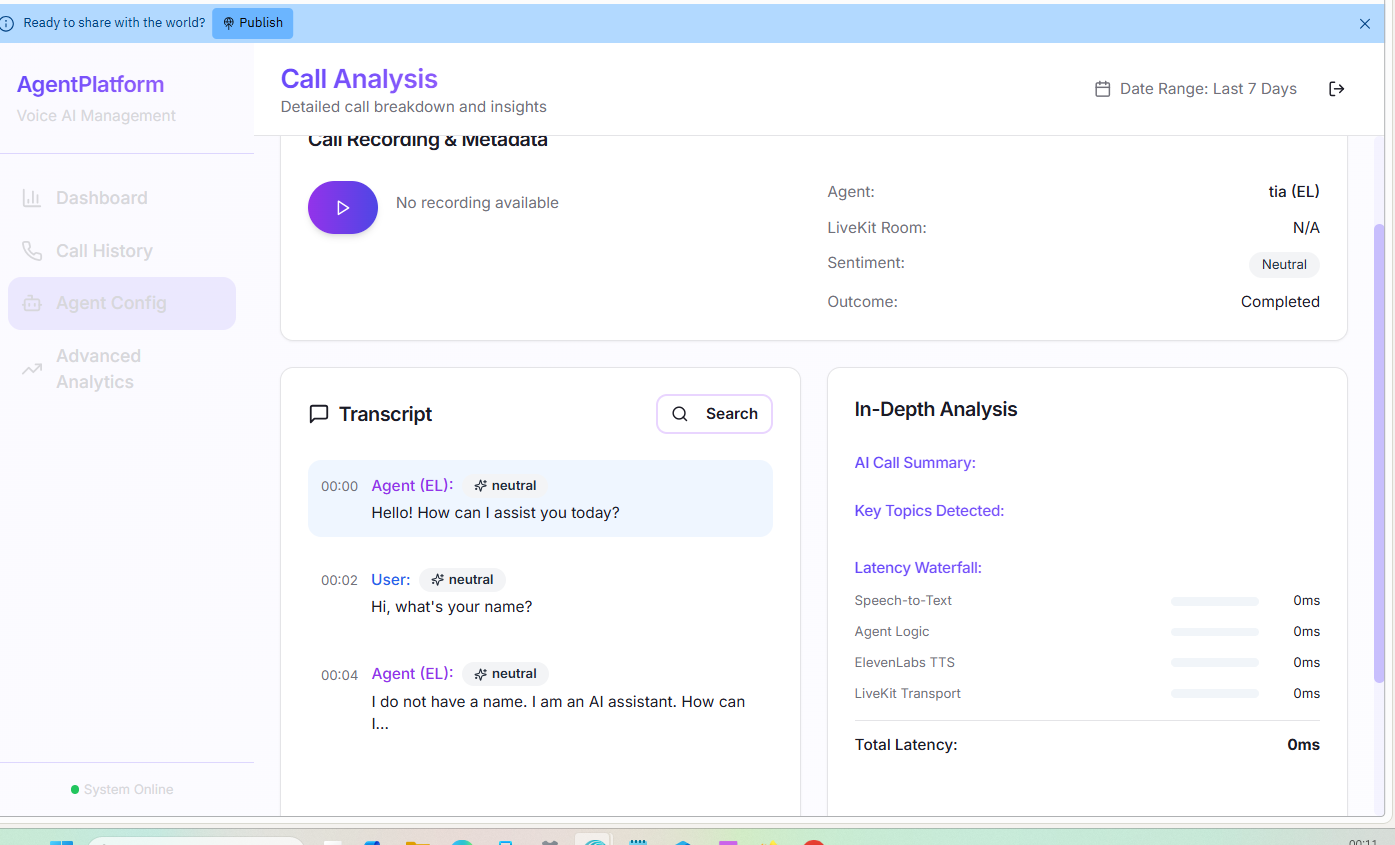 Ready to share with the world? Publish
AgentPlatform
Voice AI Management
Dashboard
Call History
Agent Config
Advanced
Analytics
System Online
Call Analysis
Detailed call breakdown and insights
Date Range: Last 7 Days
Call Recording & Metadata
No recording available
Agent: tia (EL)
LiveKit Room: N/A
Sentiment: Neutral
Outcome: Completed
Transcript
Search
00:00 Agent (EL): neutral
Hello! How can I assist you today?
00:02 User: neutral
Hi, what's your name?
00:04 Agent (EL): neutral
I do not have a name. I am an AI assistant. How can
I...
In-Depth Analysis
AI Call Summary:
Key Topics Detected:
Latency Waterfall:
Speech-to-Text 0ms
Agent Logic 0ms
ElevenLabs TTS 0ms
LiveKit Transport 0ms
Total Latency: 0ms
00:11